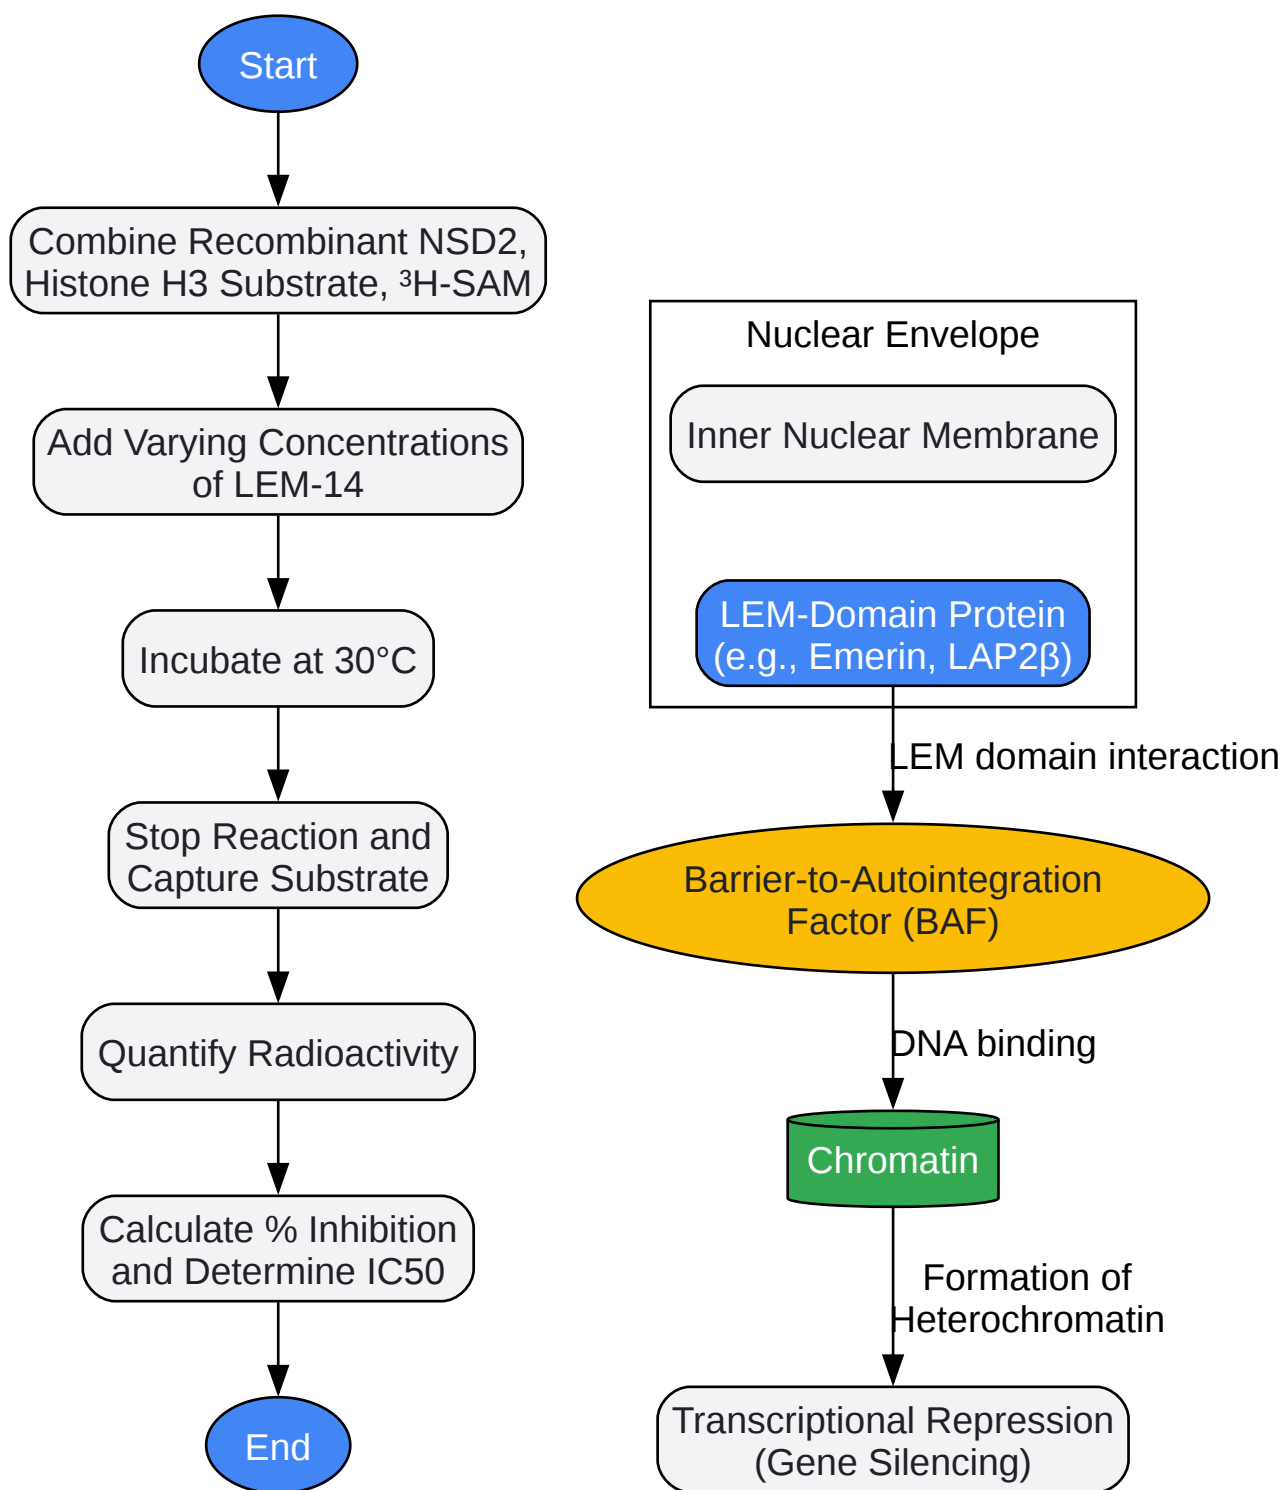 Start
Combine Recombinant NSD2,
Histone H3 Substrate, ³H-SAM
Add Varying Concentrations
of LEM-14
Incubate at 30°C
Stop Reaction and
Capture Substrate
Quantify Radioactivity
Calculate % Inhibition
and Determine IC50
End
Nuclear Envelope
Inner Nuclear Membrane
LEM-Domain Protein
(e.g., Emerin, LAP2β)
LEM domain interaction
Barrier-to-Autointegration
Factor (BAF)
DNA binding
Chromatin
Formation of
Heterochromatin
Transcriptional Repression
(Gene Silencing)